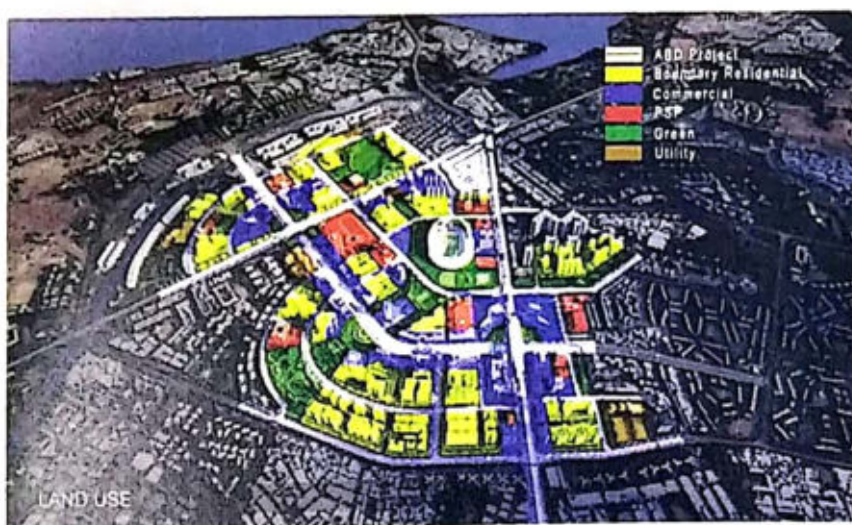 ABD Project
Boundary Residential
Commercial
PSP
Green
Utility
LAND USE